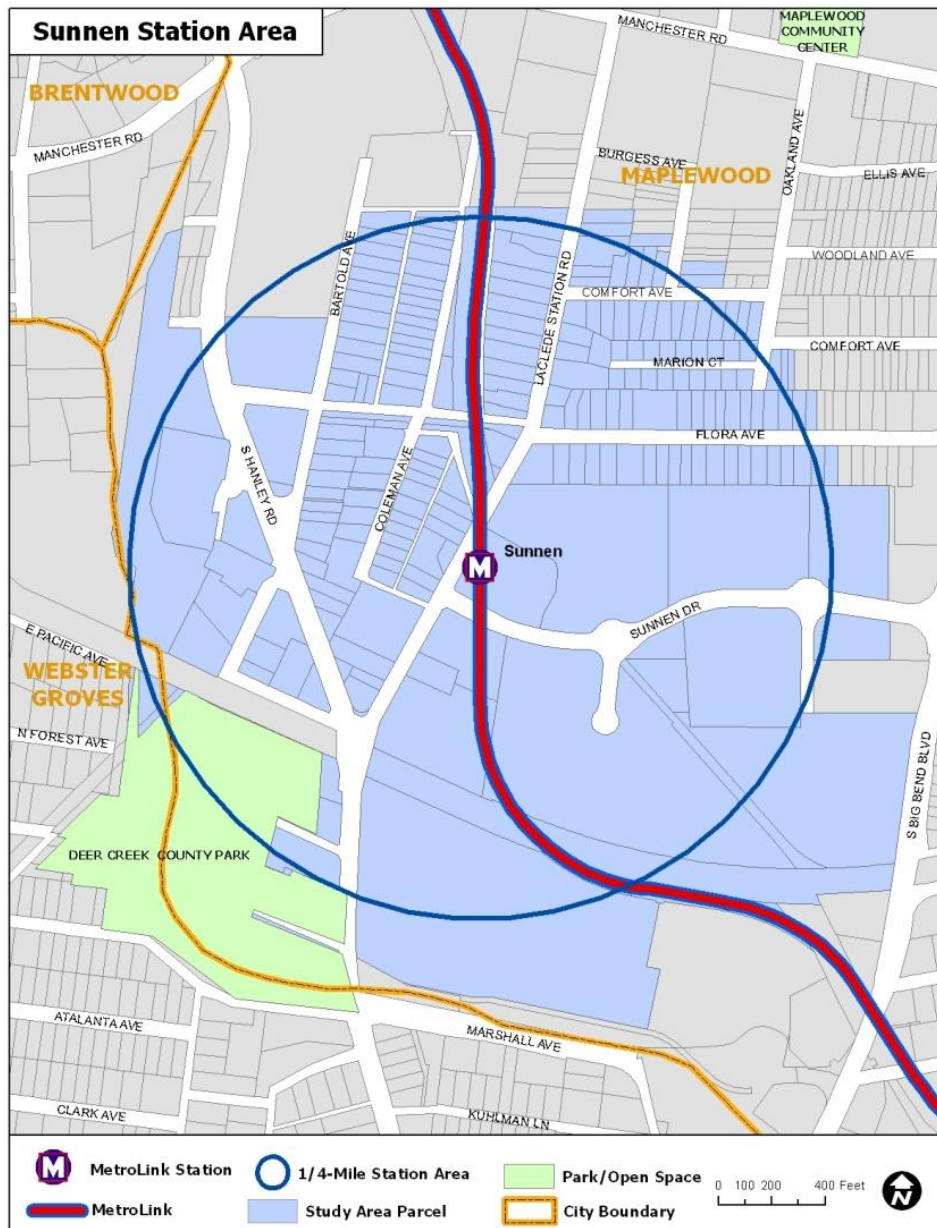 Sunnen Station Area
MAPLEWOOD
COMMUNITY
CENTER
MANCHESTER RD
BRENTWOOD
MANCHESTER RD
BURGESS AVE
MAPLEWOOD
OAKLAND AVE
ELLIS AVE
BARTOLD AVE
LACLEDE STATION RD
WOODLAND AVE
COMFORT AVE
COMFORT AVE
MARION CT
FLORA AVE
S HANLEY RD
COLEMAN AVE
Sunnen
M
SUNNEN DR
E PACIFIC AVE
WEBSTER
GROVES
N FOREST AVE
S BIG BEND BLVD
DEER CREEK COUNTY PARK
ATALANTA AVE
MARSHALL AVE
CLARK AVE
KUHLMAN LN
M
MetroLink Station
1/4-Mile Station Area
Park/Open Space
0 100 200 400 Feet
N
MetroLink
Study Area Parcel
City Boundary